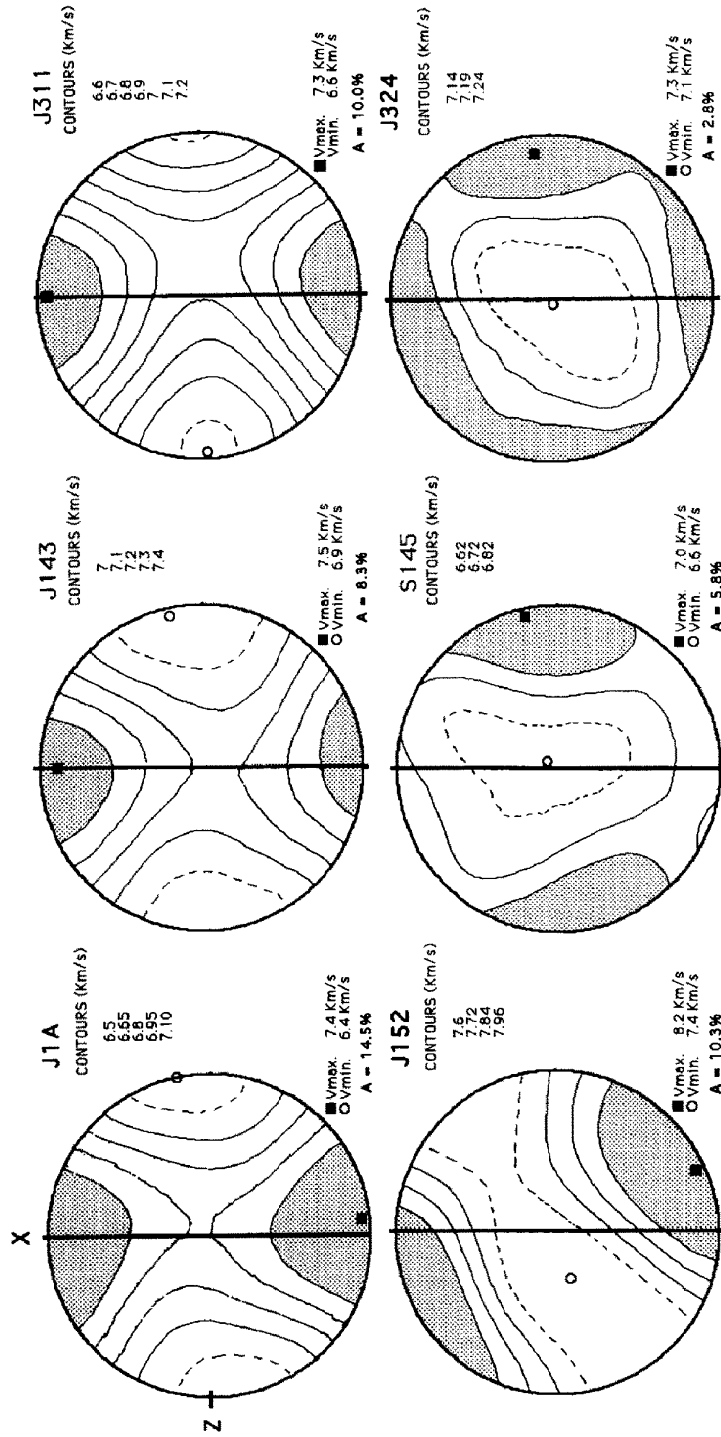 X
Z
J1A
CONTOURS (Km/s)
6.5
6.65
6.8
6.95
7.10
■ Vmax. 7.4 Km/s
O Vmin. 6.4 Km/s
A = 14.5%
J143
CONTOURS (Km/s)
7
7.1
7.2
7.3
7.4
■ Vmax. 7.5 Km/s
O Vmin. 6.9 Km/s
A = 8.3%
J311
CONTOURS (Km/s)
6.6
6.7
6.8
6.9
7
7.1
7.2
■ Vmax. 7.3 Km/s
Vmin. 6.6 Km/s
A = 10.0%
J152
CONTOURS (Km/s)
7.6
7.72
7.84
7.96
■ Vmax. 8.2 Km/s
O Vmin. 7.4 Km/s
A = 10.3%
S145
CONTOURS (Km/s)
6.62
6.72
6.82
■ Vmax. 7.0 Km/s
O Vmin. 6.6 Km/s
A = 5.8%
J324
CONTOURS (Km/s)
7.14
7.19
7.24
■ Vmax. 7.3 Km/s
O Vmin. 7.1 Km/s
A = 2.8%